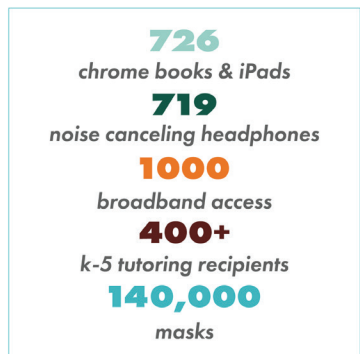 726
chrome books & iPads
719
noise canceling headphones
1000
broadband access
400+
k-5 tutoring recipients
140,000
masks